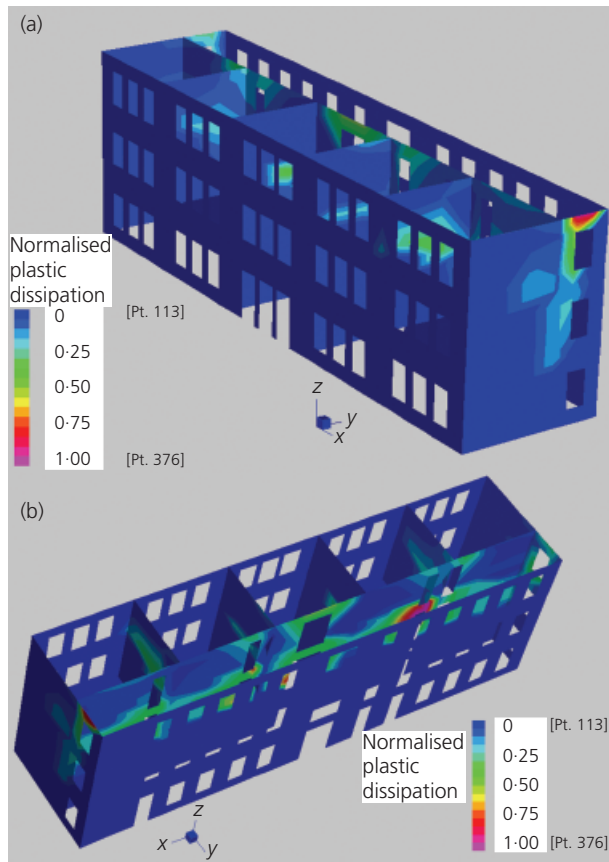 (a)
Normalised
plastic
dissipation
0 [Pt. 113]
0·25
0·50
0·75
1·00 [Pt. 376]
z
y
x
(b)
Normalised
plastic
dissipation
0 [Pt. 113]
0·25
0·50
0·75
1·00 [Pt. 376]
z
x
y